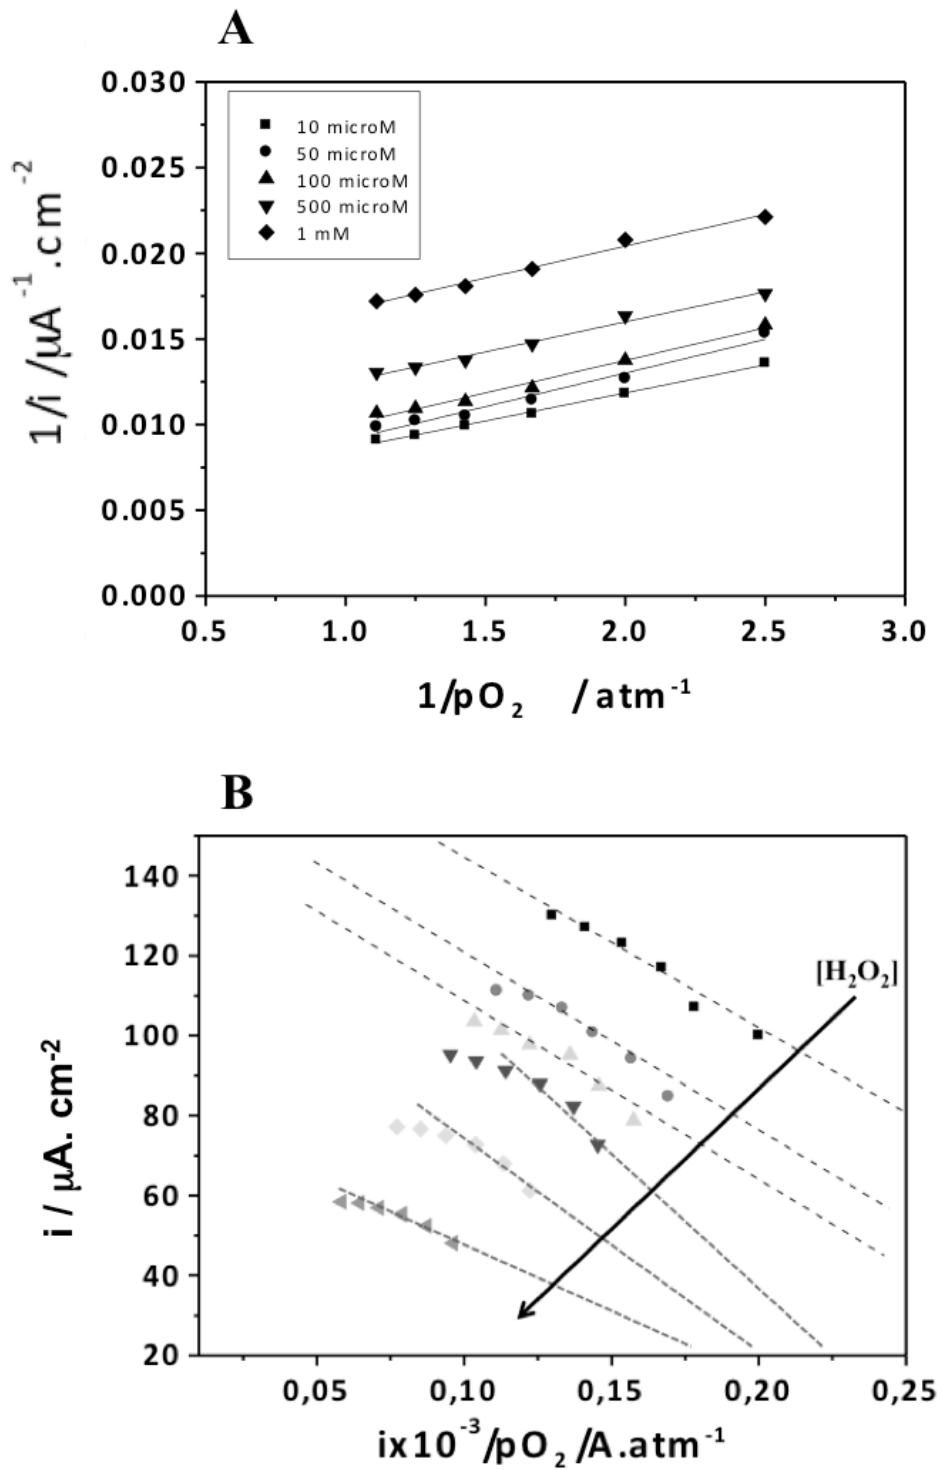 A
0.030
0.025
0.020
0.015
0.010
0.005
0.000
1/i /µA⁻¹.cm⁻²
10 microM
50 microM
100 microM
500 microM
1 mM
0.5 1.0 1.5 2.0 2.5 3.0
1/pO₂ /atm⁻¹
B
140
120
100
80
60
40
20
i / µA. cm⁻²
[H₂O₂]
0,05 0,10 0,15 0,20 0,25
ix10⁻³/pO₂/A.atm⁻¹